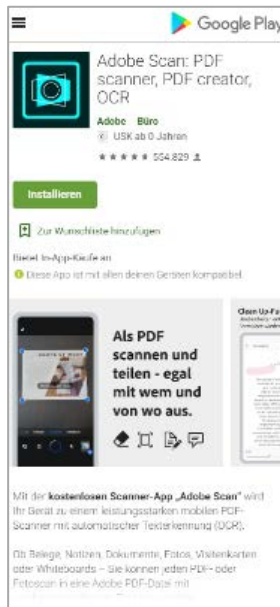 Google Play
Adobe Scan: PDF
scanner, PDF creator,
OCR
Adobe Büro
USK ab 0 Jahren
★★★★★ 554.829
Installieren
Zur Wunschliste hinzufügen
Bietet In-App-Käufe an
Diese App ist mit allen deinen Geräten kompatibel.
Als PDF
scannen und
teilen - egal
mit wem und
von wo aus.
Mit der kostenlosen Scanner-App „Adobe Scan“ wird
Ihr Gerät zu einem leistungsstarken mobilen PDF-
Scanner mit automatischer Texterkennung (OCR).
Ob Belege, Notizen, Dokumente, Fotos, Visitenkarten
oder Whiteboards – Sie können jeden PDF- oder
Fotoscan in eine Adobe PDF-Datei mit